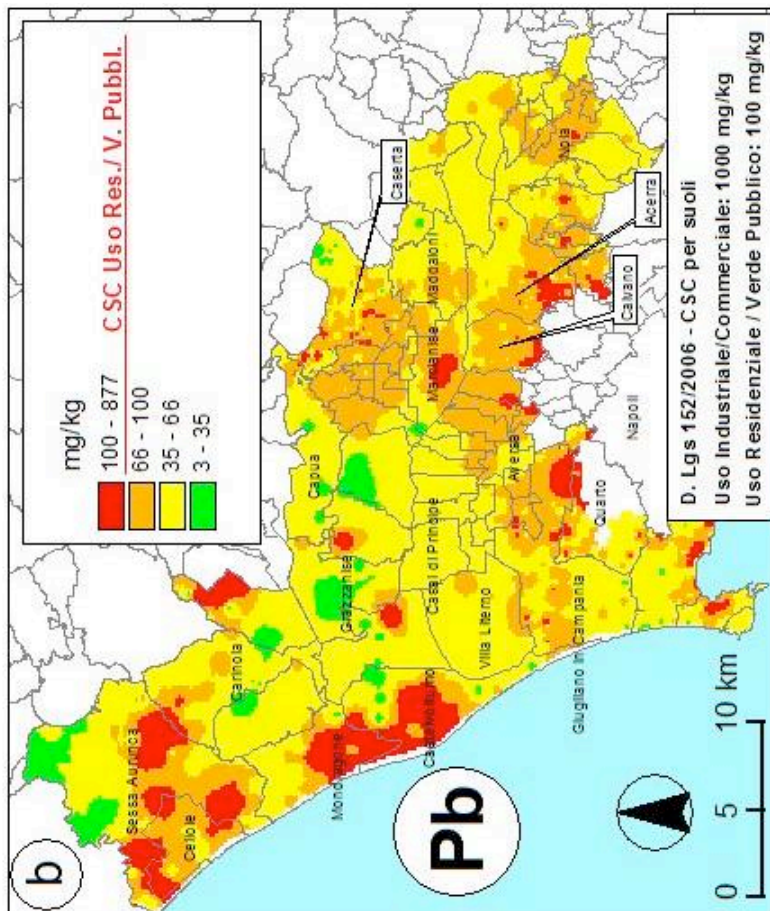 b
mg/kg
100 - 877 CSC Uso Res./ V. Pubbl.
66 - 100
35 - 66
3 - 35
Sessa Aurunca
Cellole
Carinola
Mondragone
Castelvolturno
Grazzanise
Capua
Caserta
Casal di Principe
Marcianise
Maddaloni
Villa Literno
Aversa
Nola
Acerra
Caivano
Giugliano in Campania
Quarto
Napoli
Pb
0 5 10 km
D. Lgs 152/2006 - CSC per suoli
Uso Industriale/Commerciale: 1000 mg/kg
Uso Residenziale / Verde Pubblico: 100 mg/kg